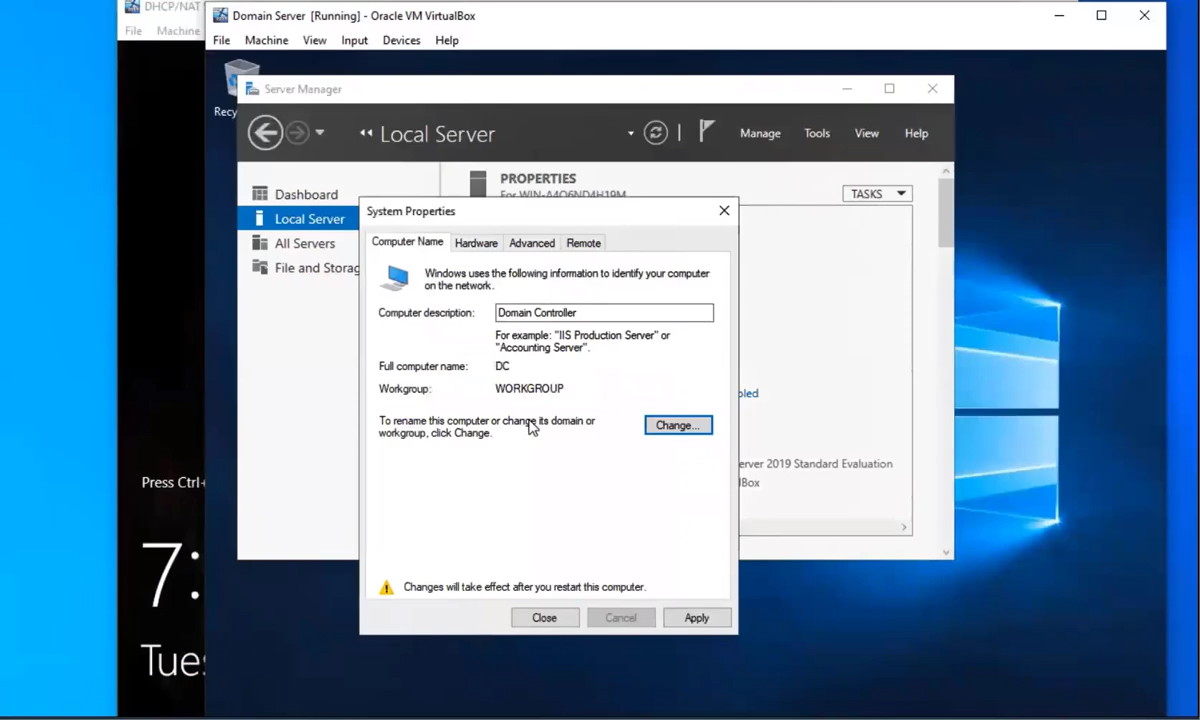 DHCP/NAT
File Machine
Domain Server [Running] - Oracle VM VirtualBox
File Machine View Input Devices Help
Server Manager
Local Server
Manage Tools View Help
Dashboard
Local Server
All Servers
File and Storag
PROPERTIES
For WIN-A4O6ND4H19M
TASKS
System Properties
Computer Name Hardware Advanced Remote
Windows uses the following information to identify your computer
on the network.
Computer description: Domain Controller
For example: "IIS Production Server" or
"Accounting Server".
Full computer name: DC
Workgroup: WORKGROUP
To rename this computer or change its domain or
workgroup, click Change.
Change...
Changes will take effect after you restart this computer.
Close Cancel Apply
bled
erver 2019 Standard Evaluation
lBox
Recy
Press Ctrl+
7:
Tues